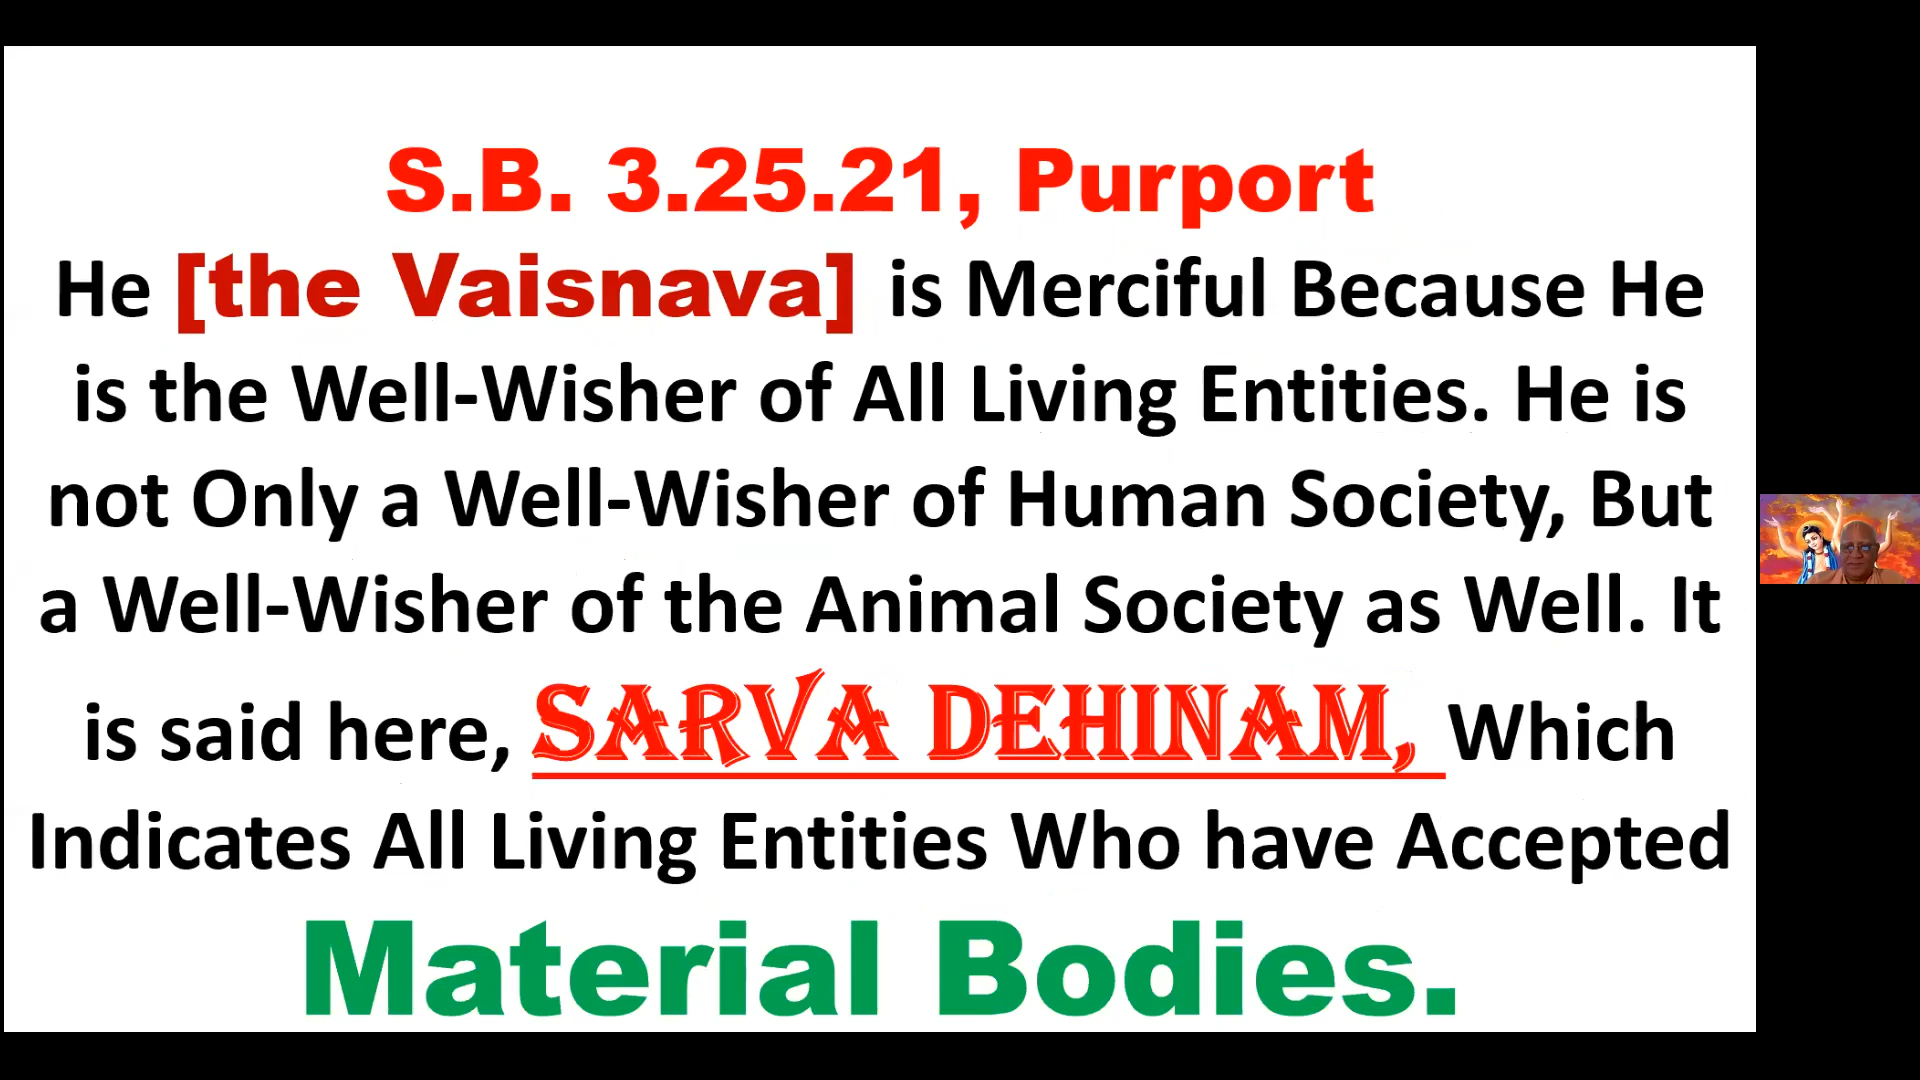 S.B. 3.25.21, Purport
He [the Vaisnava] is Merciful Because He
is the Well-Wisher of All Living Entities. He is
not Only a Well-Wisher of Human Society, But
a Well-Wisher of the Animal Society as Well. It
is said here, SARVA DEHINAM, Which
Indicates All Living Entities Who have Accepted
Material Bodies.